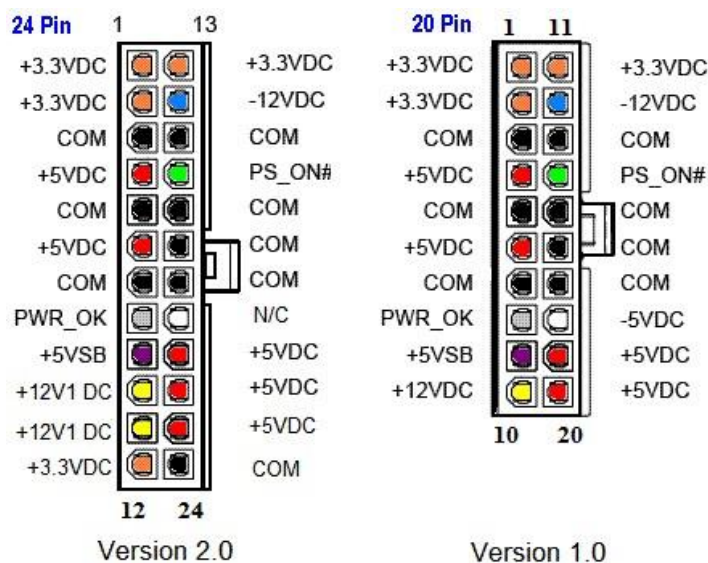 24 Pin 1 13
+3.3VDC +3.3VDC
+3.3VDC -12VDC
COM COM
+5VDC PS_ON#
COM COM
+5VDC COM
COM COM
PWR_OK N/C
+5VSB +5VDC
+12V1 DC +5VDC
+12V1 DC +5VDC
+3.3VDC COM
12 24
Version 2.0
20 Pin 1 11
+3.3VDC +3.3VDC
+3.3VDC -12VDC
COM COM
+5VDC PS_ON#
COM COM
+5VDC COM
COM COM
PWR_OK -5VDC
+5VSB +5VDC
+12VDC +5VDC
10 20
Version 1.0